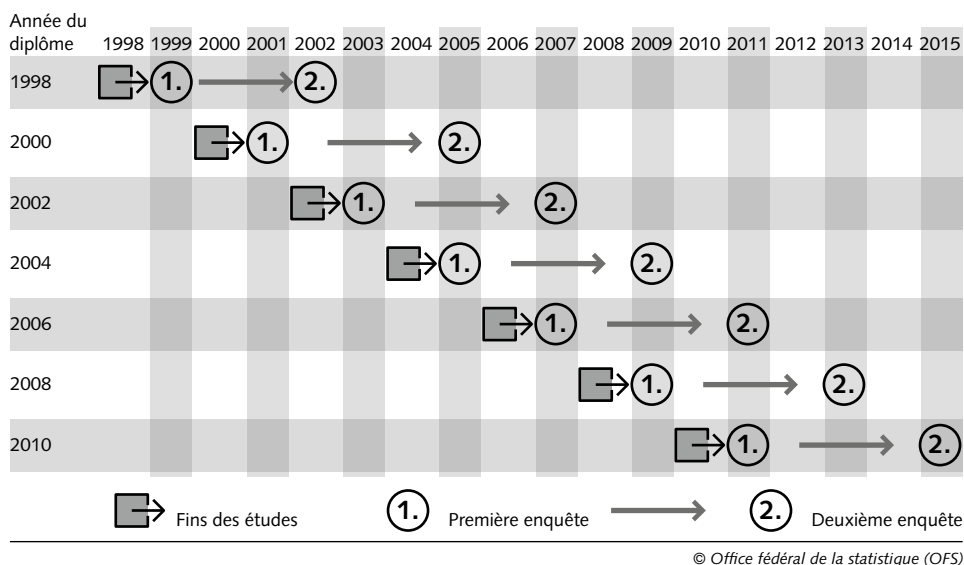 Année du
diplôme 1998 1999 2000 2001 2002 2003 2004 2005 2006 2007 2008 2009 2010 2011 2012 2013 2014 2015
1998 1. 2.
2000 1. 2.
2002 1. 2.
2004 1. 2.
2006 1. 2.
2008 1. 2.
2010 1. 2.
Fins des études 1. Première enquête 2. Deuxième enquête
© Office fédéral de la statistique (OFS)